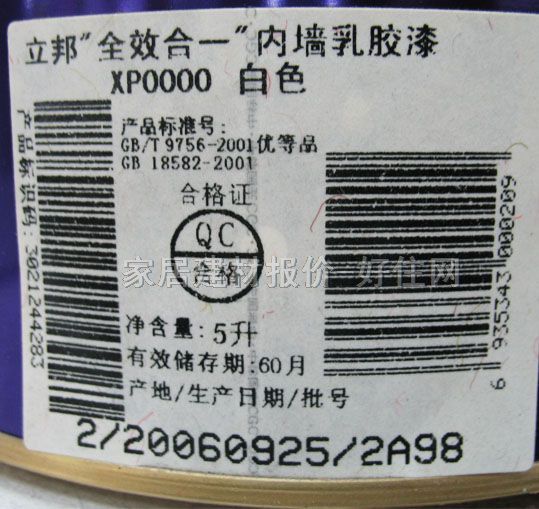 立邦"全效合一"内墙乳胶漆
XP0000 白色
产品标准号:
GB/T 9756-2001优等品
GB 18582-2001
合格证
QC
合格
净含量: 5升
有效储存期:60月
产地/生产日期/批号
2/20060925/2A98
产品标识码: 3021244283
6 935343 000209
家居建材报价 好住网